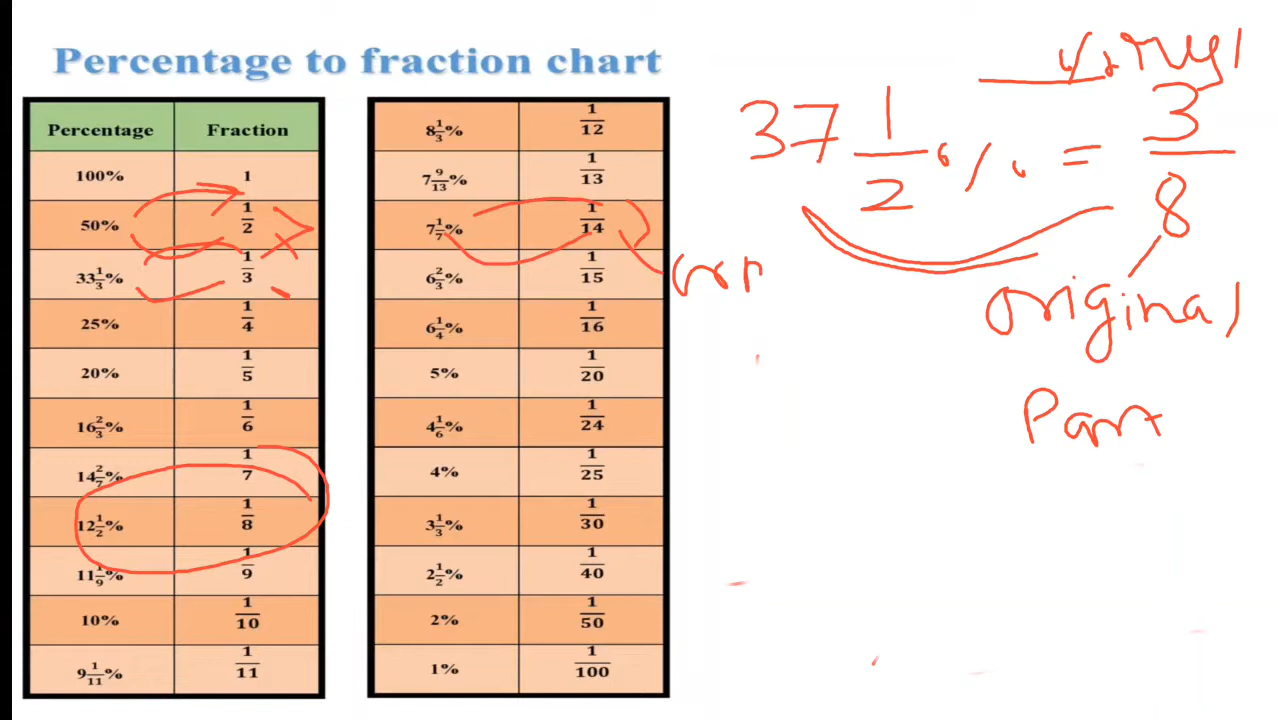 Percentage to fraction chart
Percentage Fraction
100% 1
50% 1/2
33 1/3% 1/3
25% 1/4
20% 1/5
16 2/3% 1/6
14 2/7% 1/7
12 1/2% 1/8
11 1/9% 1/9
10% 1/10
9 1/11% 1/11
8 1/3% 1/12
7 9/13% 1/13
7 1/7% 1/14
6 2/3% 1/15
6 1/4% 1/16
5% 1/20
4 1/6% 1/24
4% 1/25
3 1/3% 1/30
2 1/2% 1/40
2% 1/50
1% 1/100
37 1/2 % = 3/8
original
Part